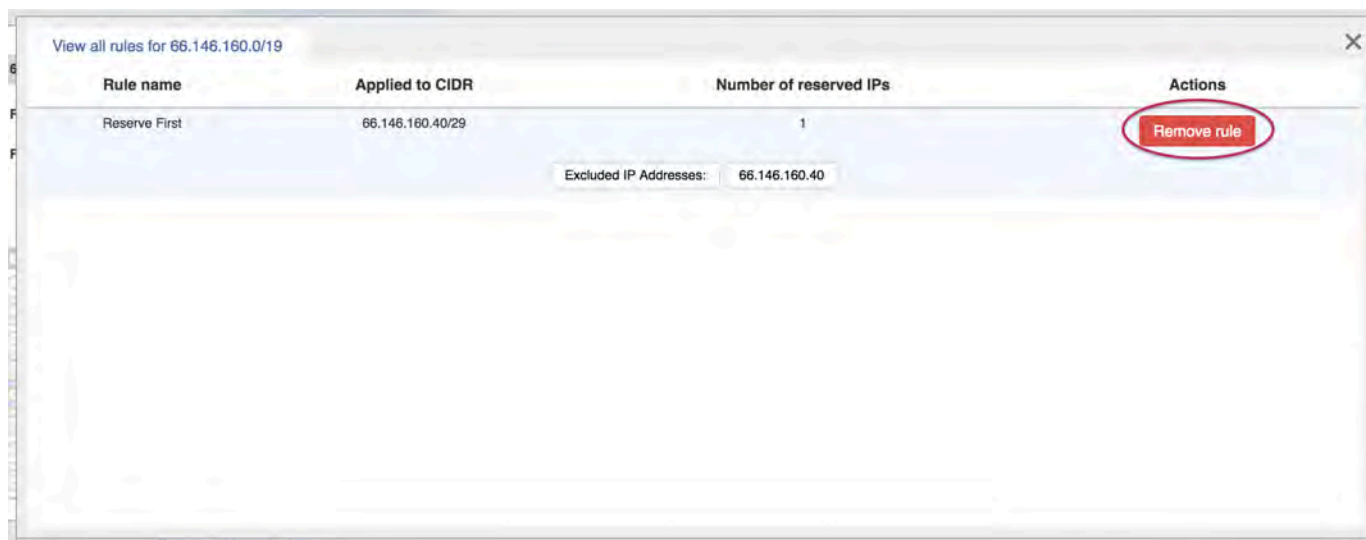 View all rules for 66.146.160.0/19
Rule name Applied to CIDR Number of reserved IPs Actions
Reserve First 66.146.160.40/29 1 Remove rule
Excluded IP Addresses: 66.146.160.40